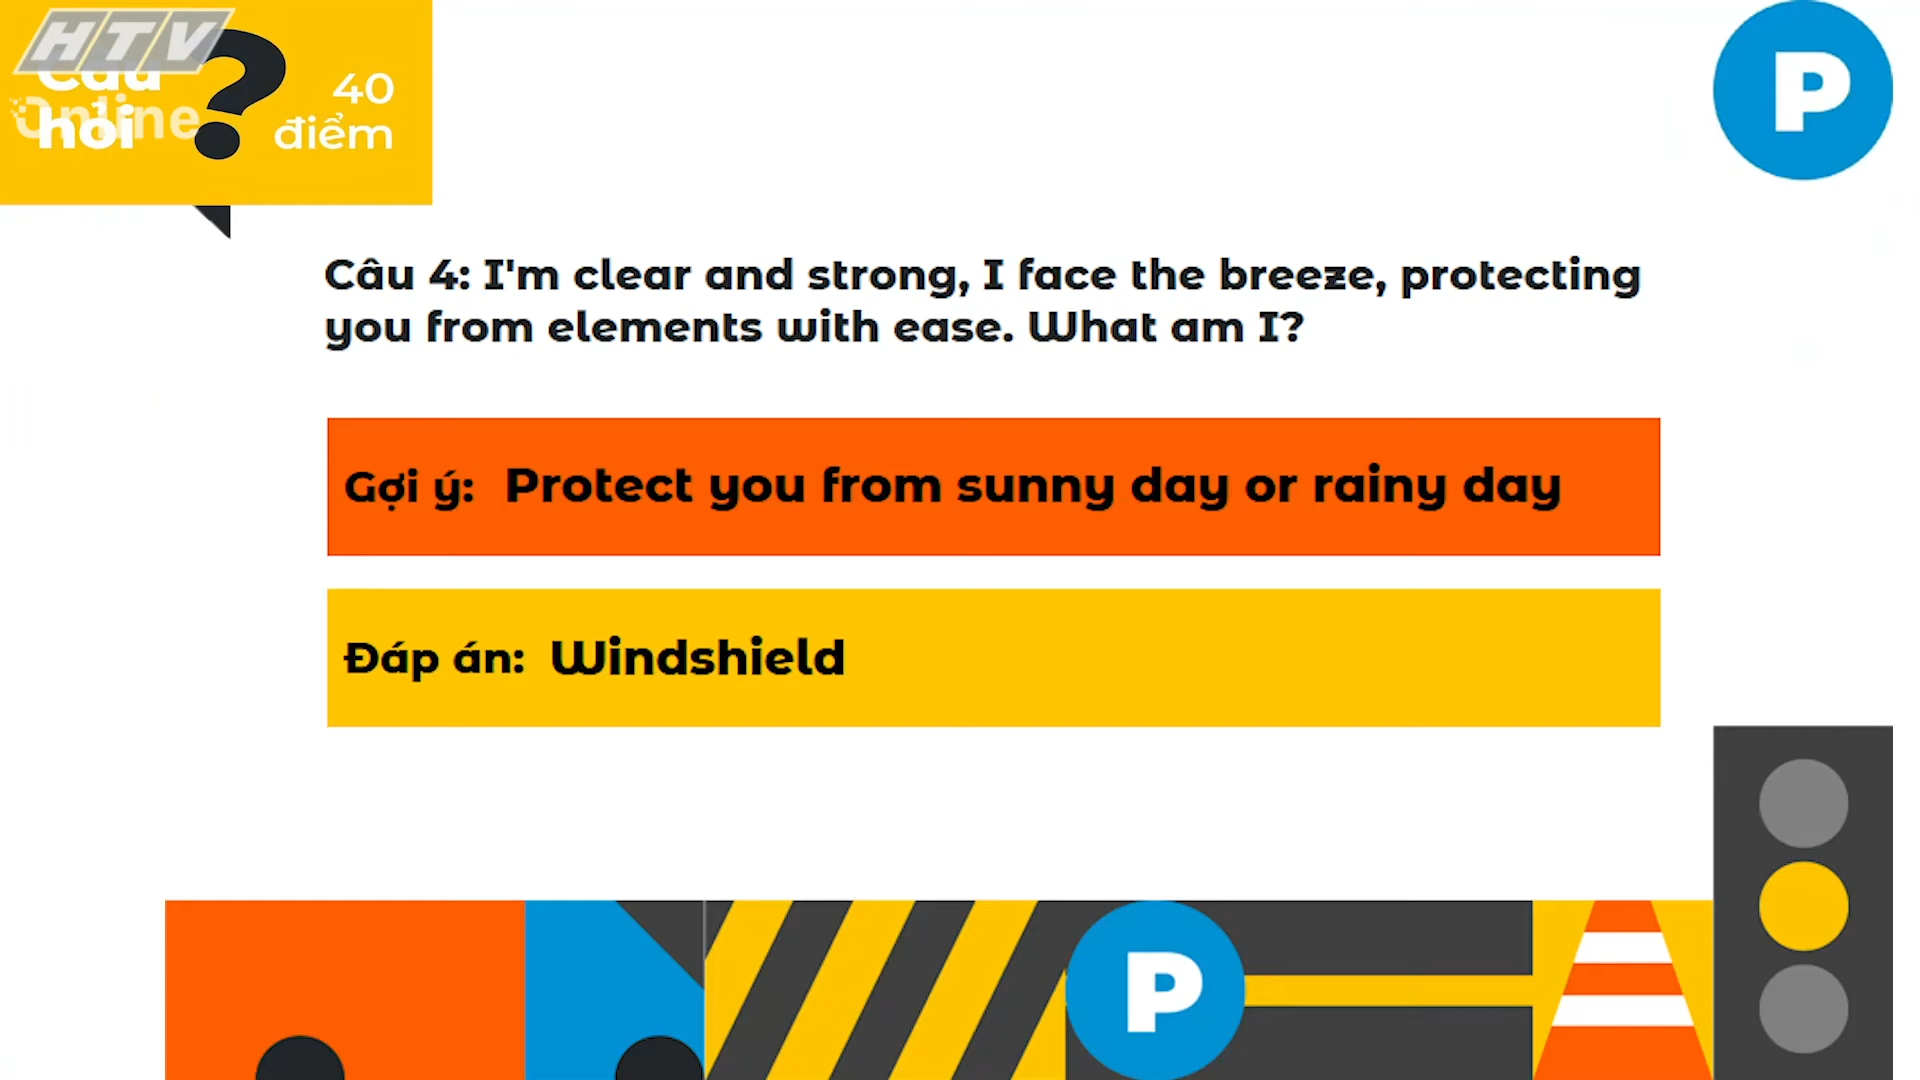 HTV
Online
Câu
hỏi
?
40
điểm
P
Câu 4: I'm clear and strong, I face the breeze, protecting
you from elements with ease. What am I?
Gợi ý: Protect you from sunny day or rainy day
Đáp án: Windshield
P